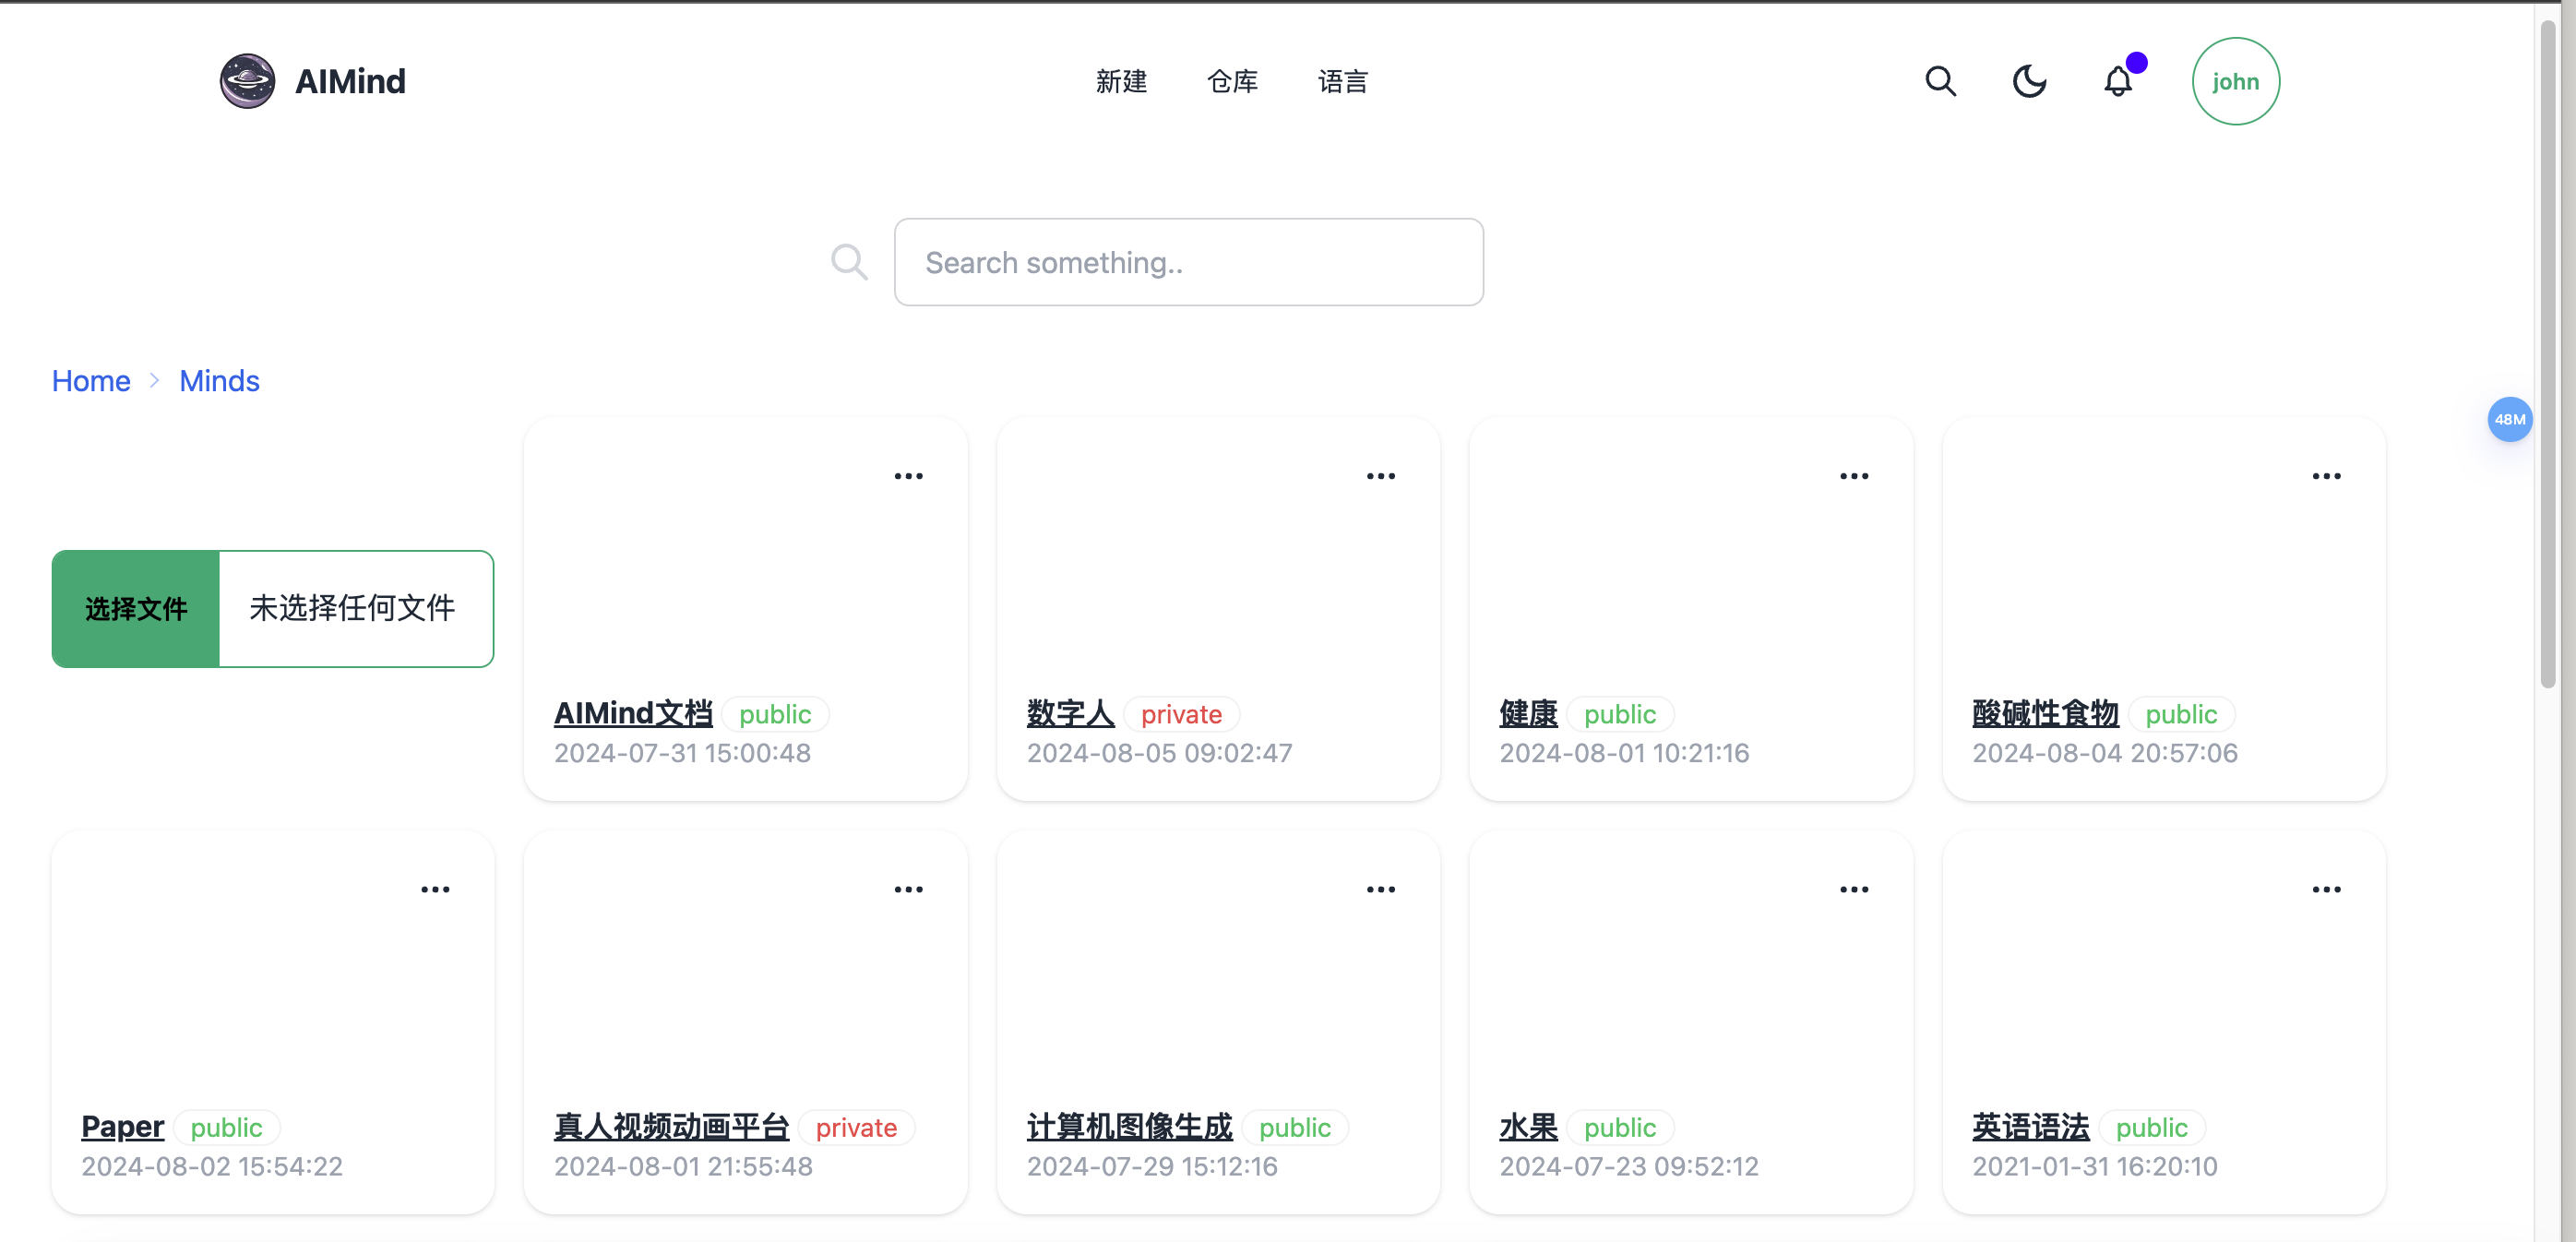 AIMind
新建 仓库 语言
john
Search something..
Home Minds
48M
选择文件 未选择任何文件
AIMind文档 public
2024-07-31 15:00:48
数字人 private
2024-08-05 09:02:47
健康 public
2024-08-01 10:21:16
酸碱性食物 public
2024-08-04 20:57:06
Paper public
2024-08-02 15:54:22
真人视频动画平台 private
2024-08-01 21:55:48
计算机图像生成 public
2024-07-29 15:12:16
水果 public
2024-07-23 09:52:12
英语语法 public
2021-01-31 16:20:10